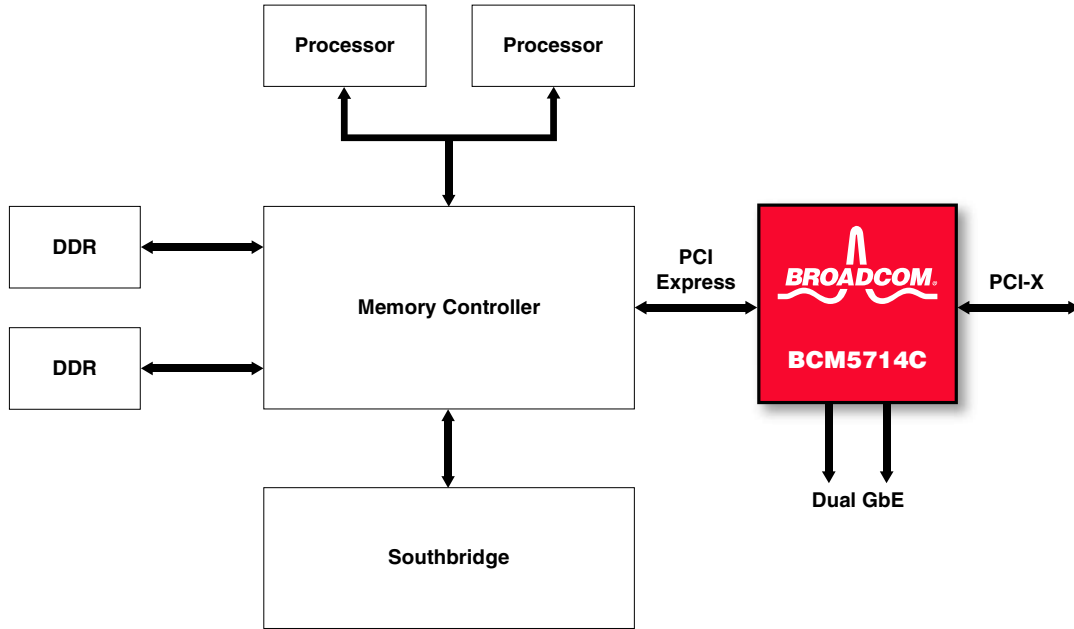 Processor
Processor
DDR
DDR
Memory Controller
PCI
Express
BROADCOM®
BCM5714C
PCI-X
Dual GbE
Southbridge